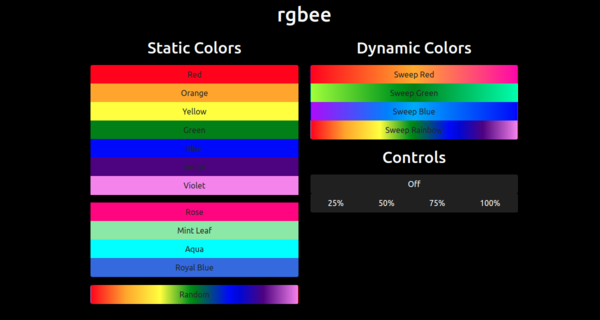 rgbee
Static Colors
Red
Orange
Yellow
Green
Blue
Violet
Rose
Mint Leaf
Aqua
Royal Blue
Random
Dynamic Colors
Sweep Red
Sweep Green
Sweep Blue
Sweep Rainbow
Controls
Off
25% 50% 75% 100%